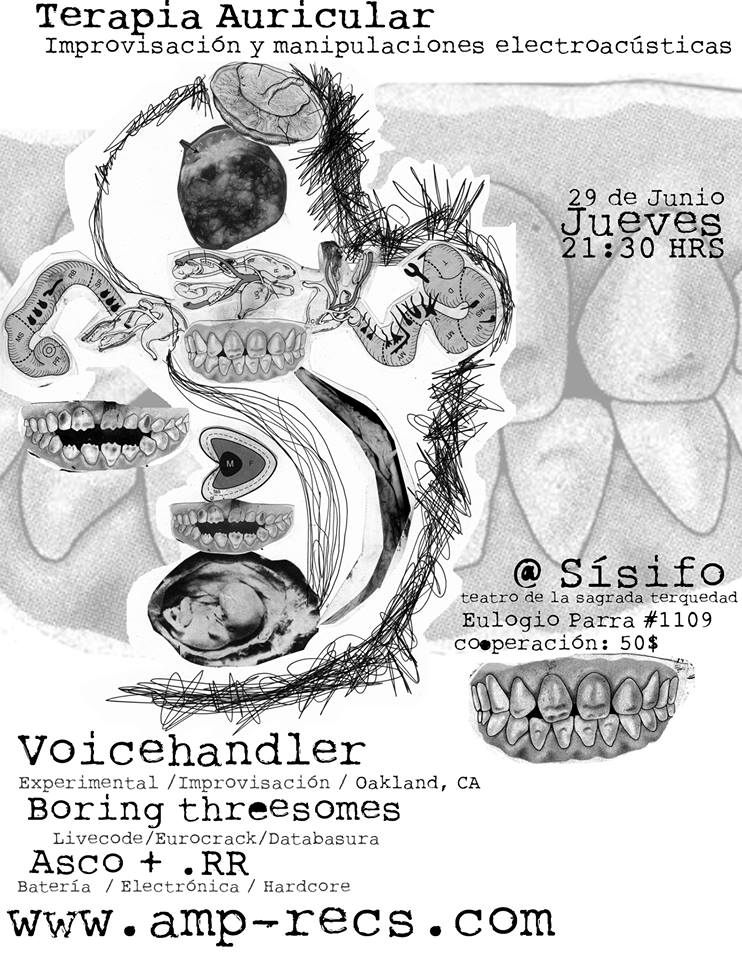 Terapia Auricular
Improvisación y manipulaciones electroacústicas
29 de Junio
Jueves
21:30 HRS
M F
@ Sísifo
teatro de la sagrada terquedad
Eulogio Parra #1109
cooperación: 50$
Voicehandler
Experimental /Improvisación / Oakland, CA
Boring threesomes
Livecode/Eurocrack/Databasura
Asco + .RR
Batería / Electrónica / Hardcore
www.amp-recs.com